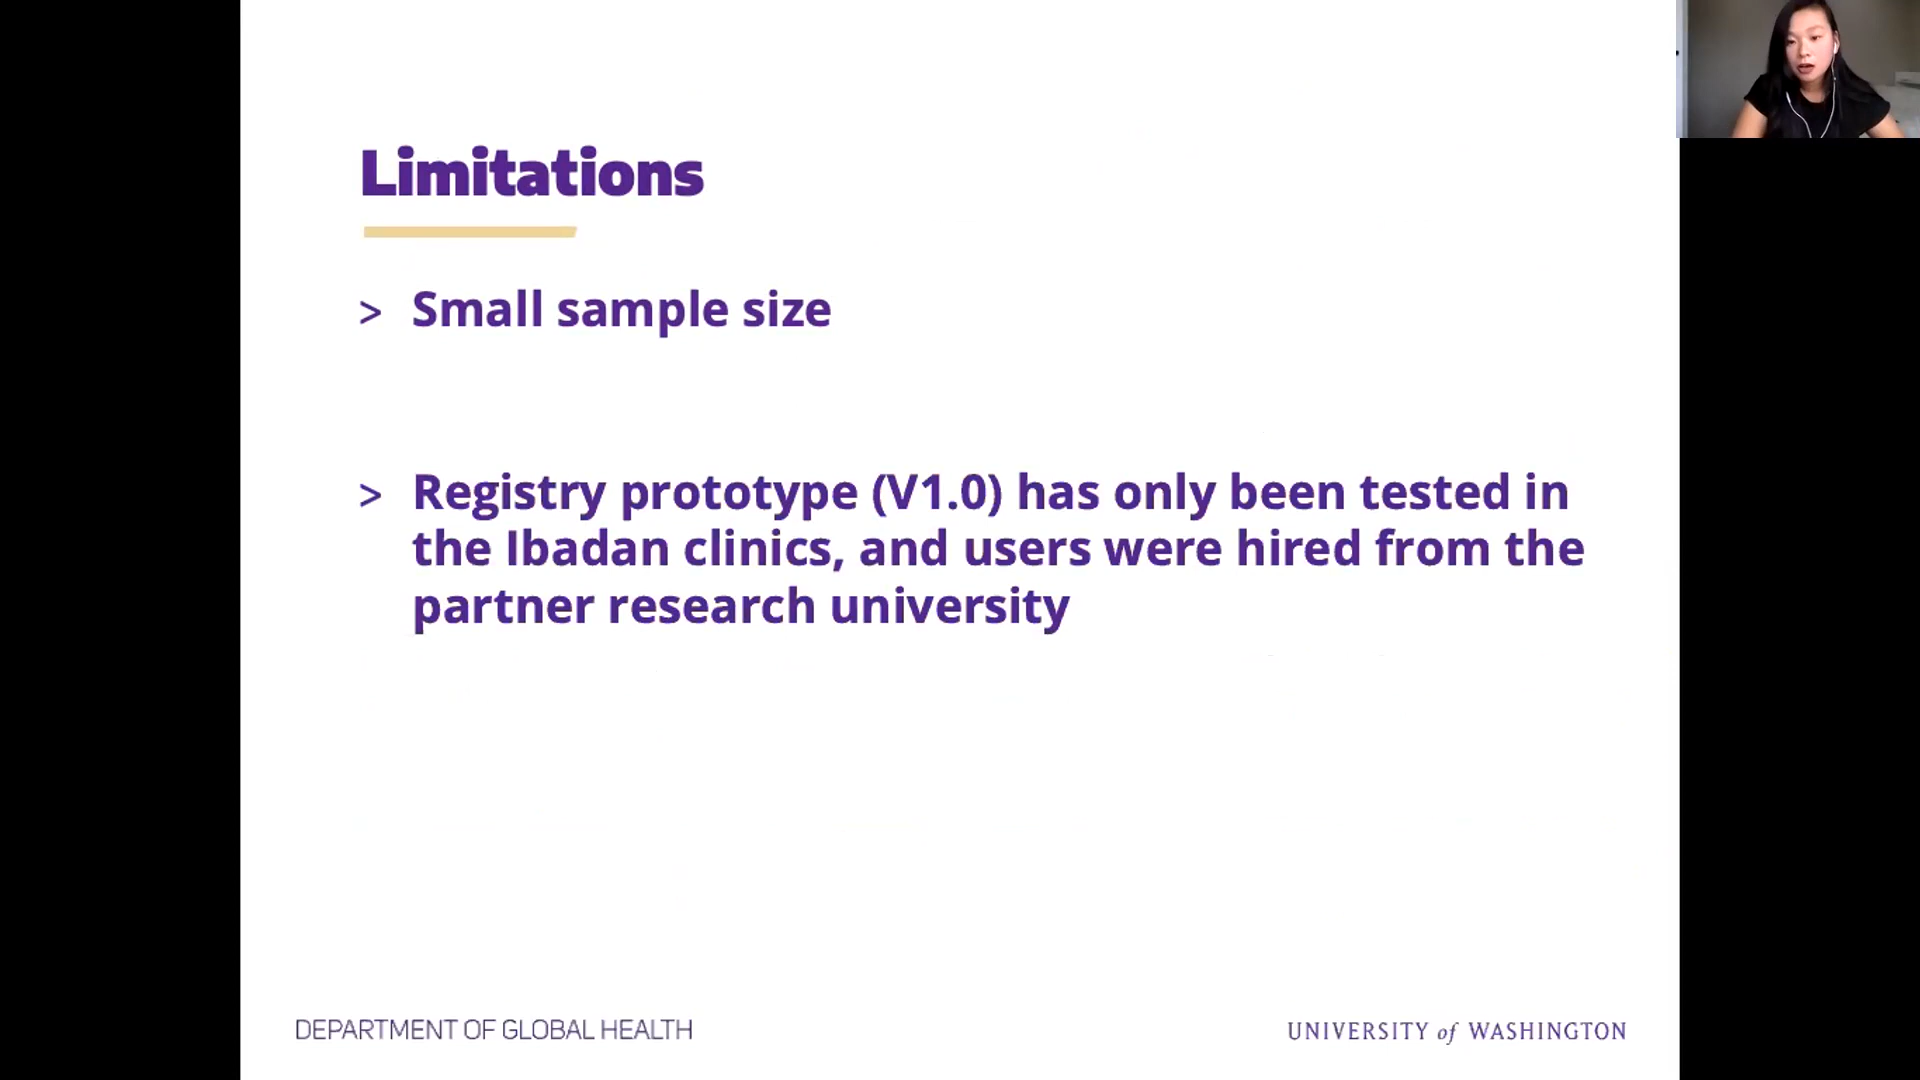 Limitations
> Small sample size
> Registry prototype (V1.0) has only been tested in
the Ibadan clinics, and users were hired from the
partner research university
DEPARTMENT OF GLOBAL HEALTH
UNIVERSITY of WASHINGTON